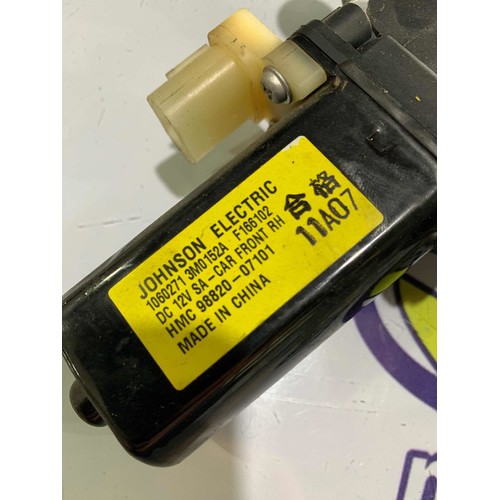 JOHNSON ELECTRIC
1060271 3M0152A F166102
DC 12V SA-CAR FRONT RH
HMC 98820-07101
MADE IN CHINA
合格
11A07